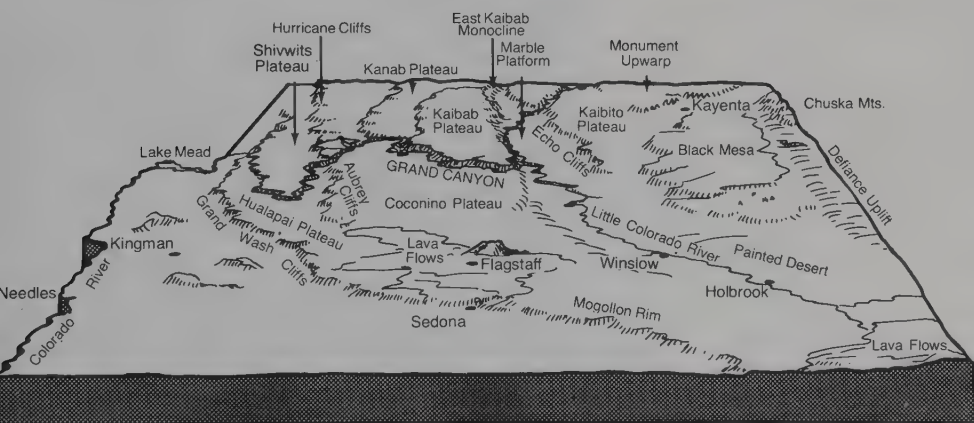 East Kaibab
Monocline
Hurricane Cliffs
Marble
Platform
Monument
Upwarp
Shivwits
Plateau
Kanab Plateau
Kaibab
Plateau
Kaibito
Plateau
Kayenta
Chuska Mts.
Lake Mead
Echo Cliffs
Black Mesa
Defiance Uplift
GRAND CANYON
Aubrey
Cliffs
Coconino Plateau
Hualapai Plateau
Grand
Wash
Cliffs
Little Colorado River
Painted Desert
Kingman
Lava
Flows
Flagstaff
Winslow
Holbrook
Needles
River
Colorado
Mogollon Rim
Sedona
Lava Flows